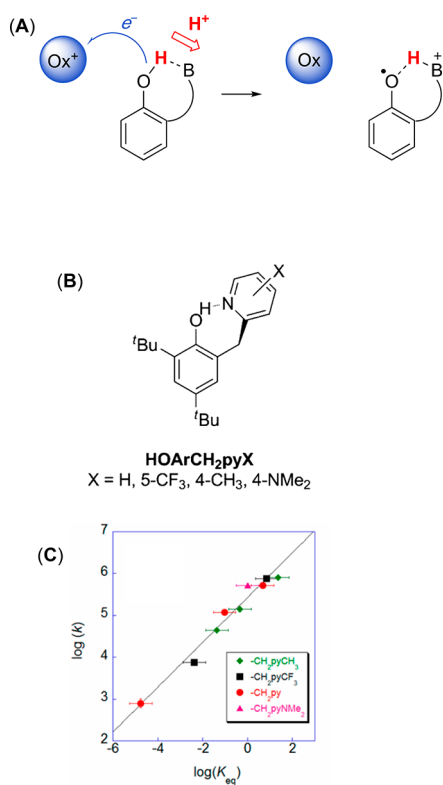 (A)
e⁻
H⁺
Ox⁺
H
B
O
Ox
•
H
+
B
O
(B)
X
H
N
O
ᵗBu
ᵗBu
HOArCH₂pyX
X = H, 5-CF₃, 4-CH₃, 4-NMe₂
(C)
7
6
5
4
3
2
log (k)
-CH₂pyCH₃
-CH₂pyCF₃
-CH₂py
-CH₂pyNMe₂
-6 -4 -2 0 2
log(Kₑq)